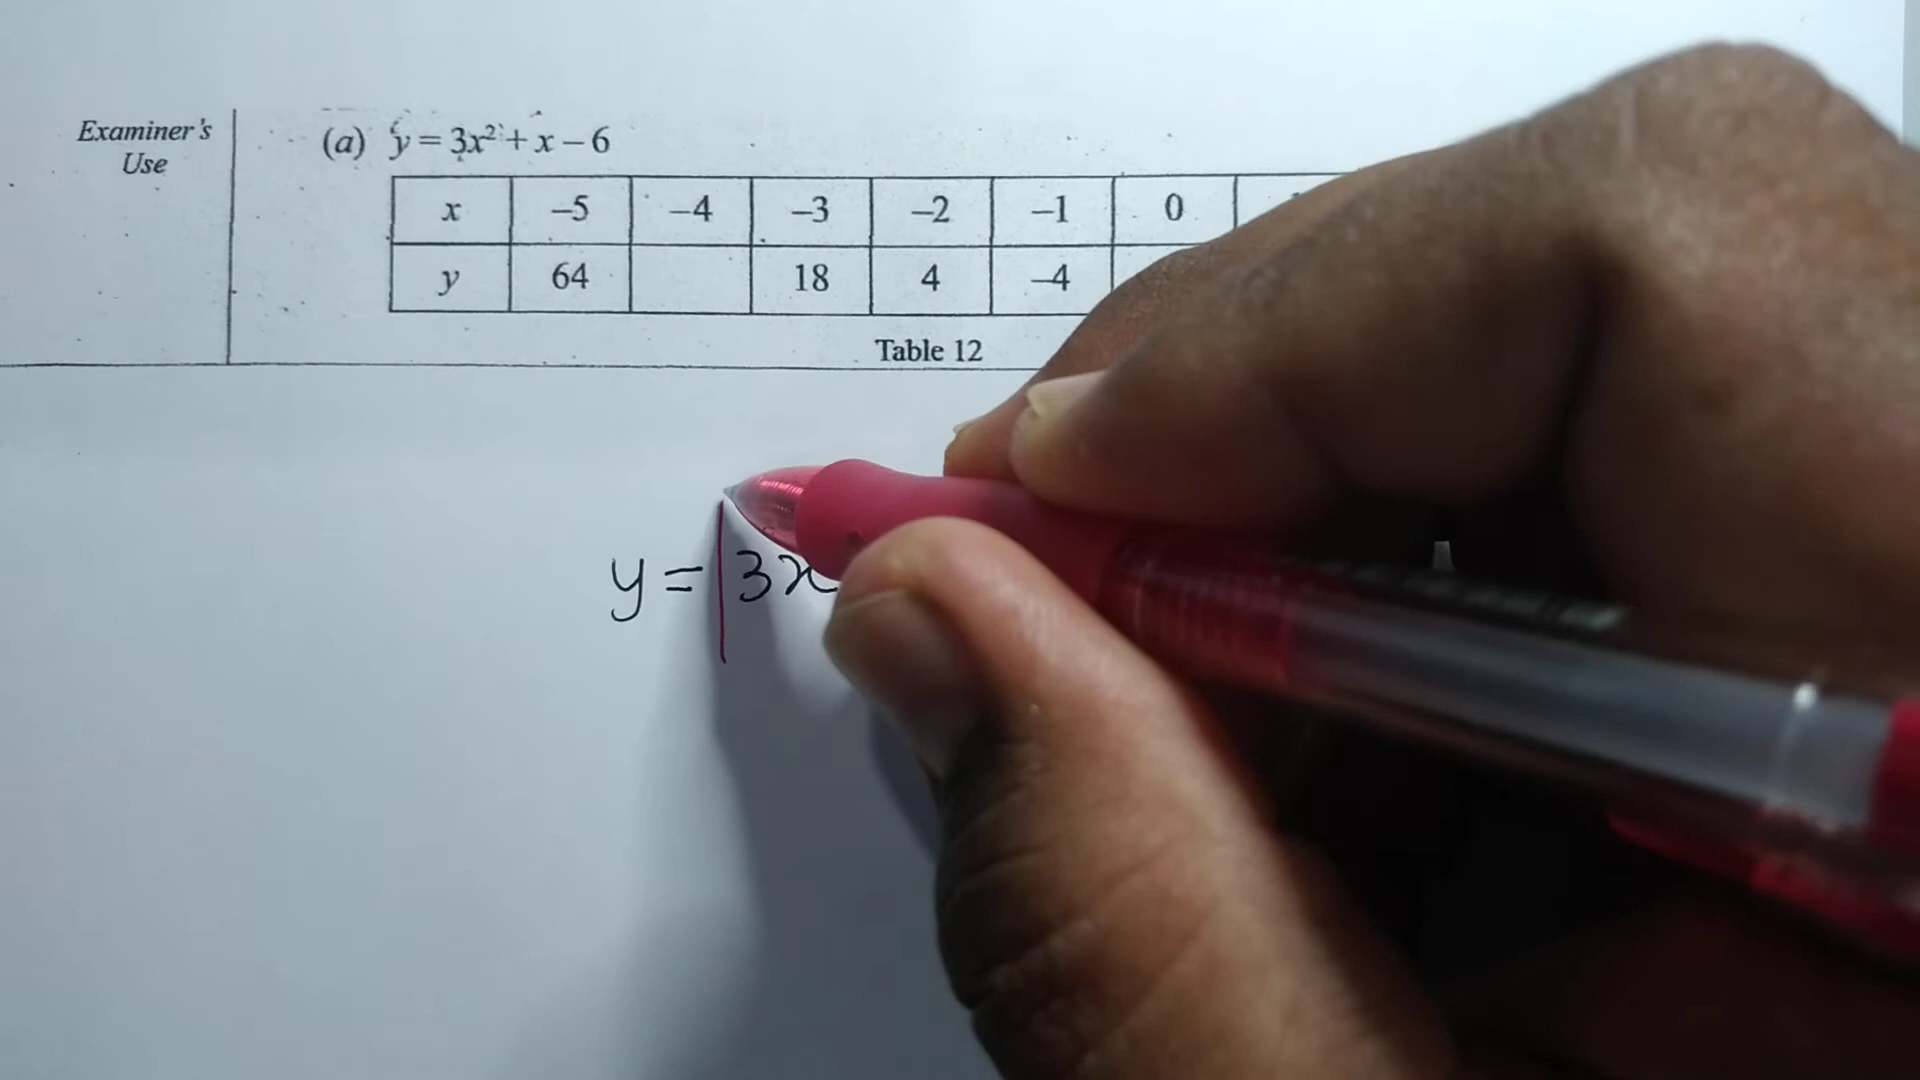 Examiner's
Use
(a) y = 3x² + x – 6
x –5 –4 –3 –2 –1 0
y 64 18 4 –4
Table 12
y = 3x